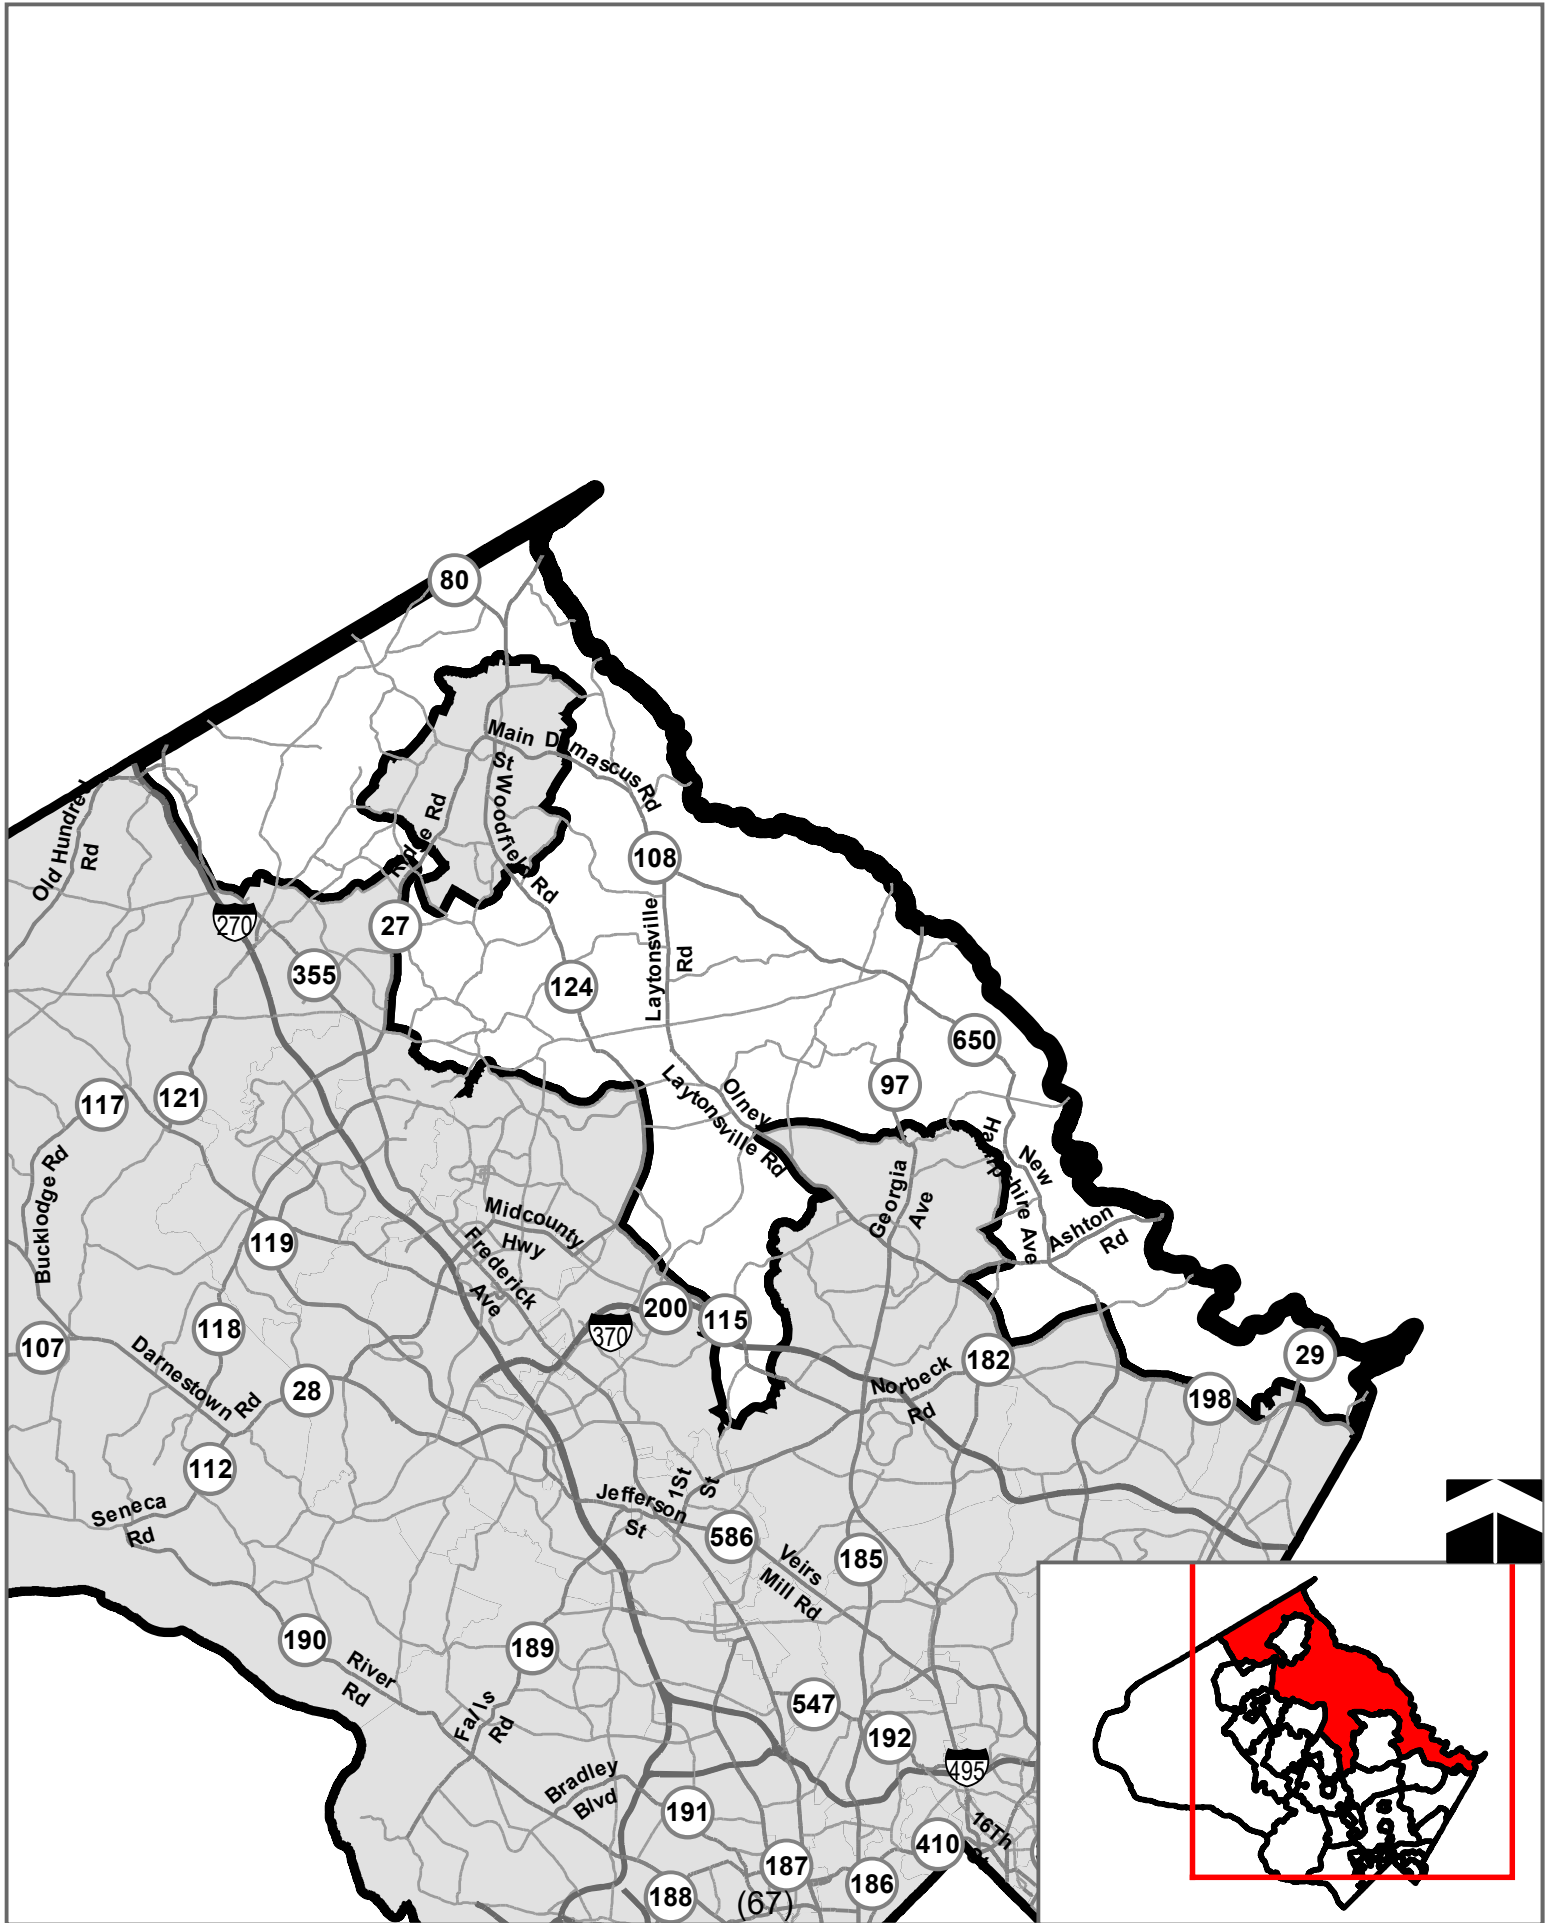 80
Main
St
Damascus Rd
Old Hundred
Rd
Ridge Rd
Woodfield Rd
108
270
27
355
124
Laytonsville
Rd
650
97
117
121
Olney
Laytonsville Rd
Bucklodge Rd
Georgia
Ave
New
Hampshire Ave
Ashton
Rd
Midcounty
Hwy
Frederick
Ave
119
200
115
370
118
107
Darnestown
Rd
28
182
29
198
Norbeck
Rd
112
Seneca
Rd
1St
St
Jefferson
St
586
Veirs
Mill Rd
185
190
River
Rd
189
Falls
Rd
547
192
495
Bradley
Blvd
191
16Th
St
410
187
188
(67)
186